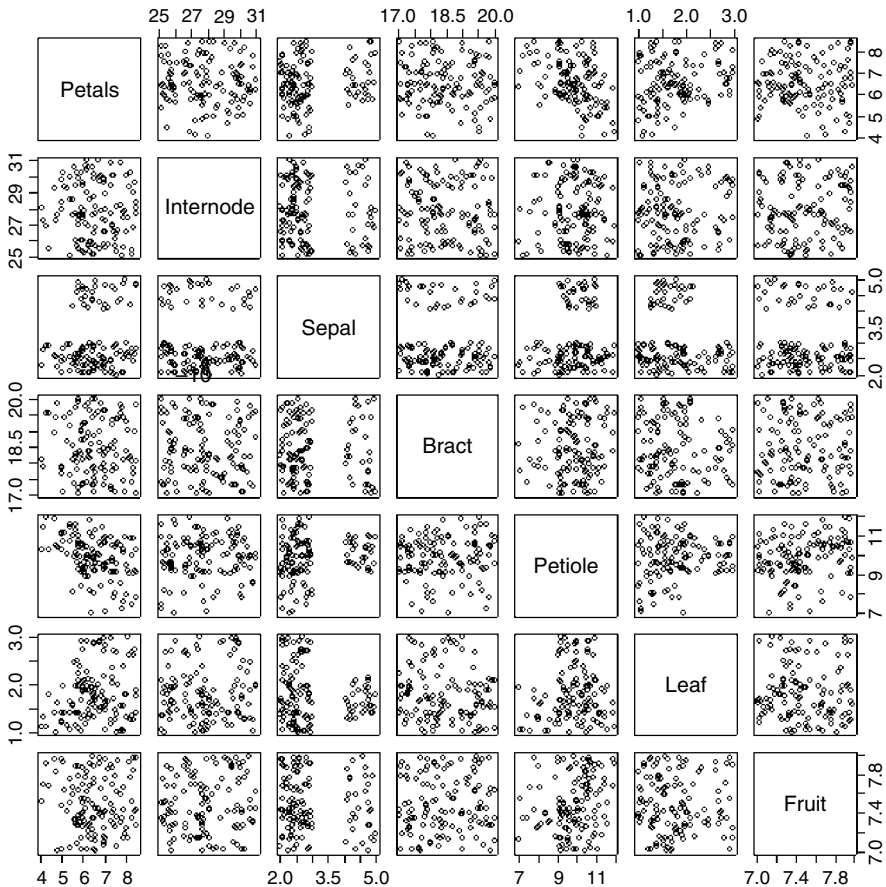 25 27 29 31 17.0 18.5 20.0 1.0 2.0 3.0
Petals
4 5 6 7 8
25 27 29 31
Internode
Sepal
2.0 3.5 5.0
17.0 18.5 20.0
Bract
Petiole
7 9 11
1.0 2.0 3.0
Leaf
Fruit
7.0 7.4 7.8
4 5 6 7 8 2.0 3.5 5.0 7 9 11 7.0 7.4 7.8